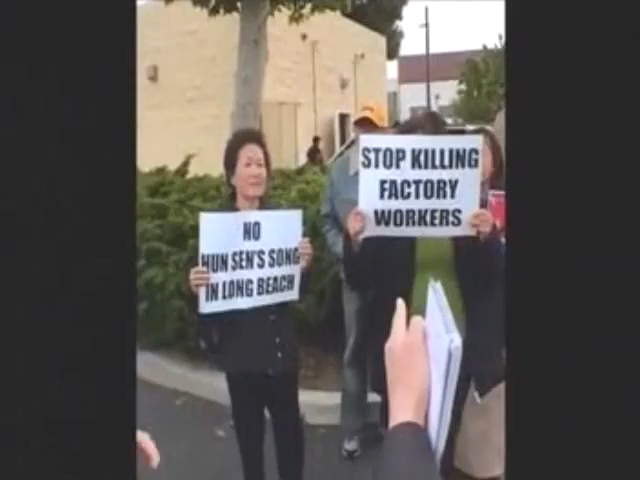 NO
HUN SEN'S SONG
IN LONG BEACH
STOP KILLING
FACTORY
WORKERS